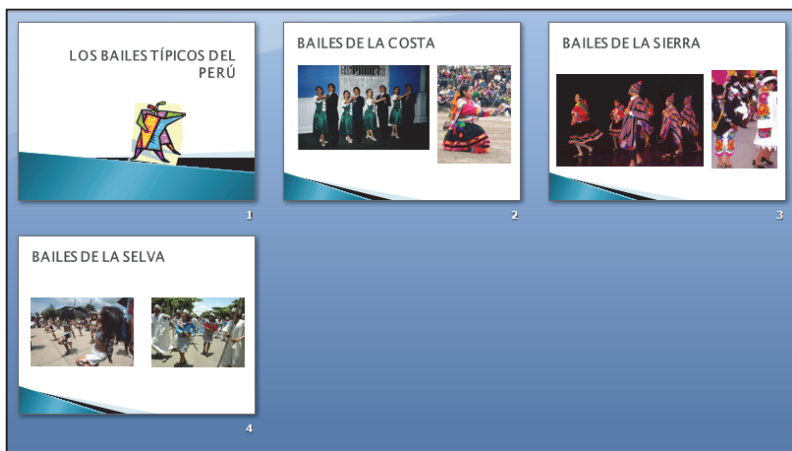 LOS BAILES TÍPICOS DEL
PERÚ
1
BAILES DE LA COSTA
2
BAILES DE LA SIERRA
3
BAILES DE LA SELVA
4